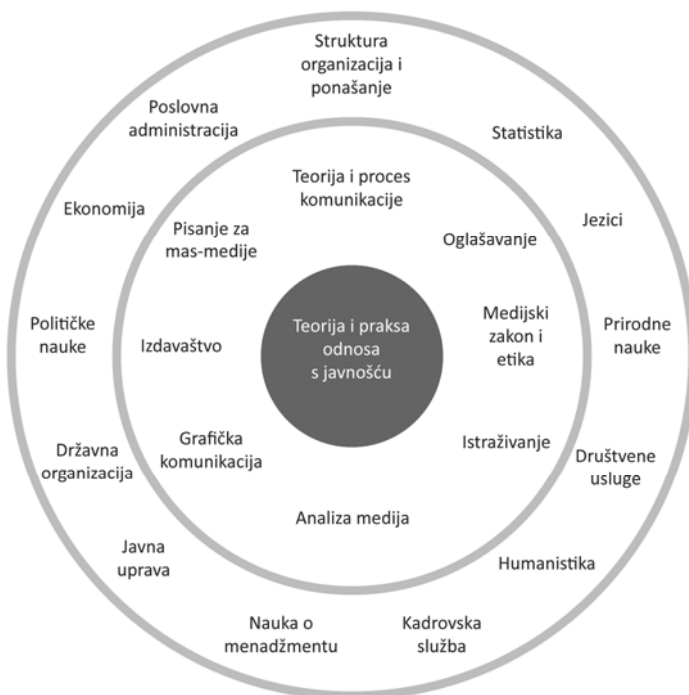 Struktura
organizacija i
ponašanje
Poslovna
administracija
Statistika
Ekonomija
Jezici
Političke
nauke
Prirodne
nauke
Državna
organizacija
Društvene
usluge
Javna
uprava
Humanistika
Nauka o
menadžmentu
Kadrovska
služba
Teorija i proces
komunikacije
Pisanje za
mas-medije
Oglašavanje
Izdavaštvo
Medijski
zakon i
etika
Grafička
komunikacija
Istraživanje
Analiza medija
Teorija i praksa
odnosa
s javnošću